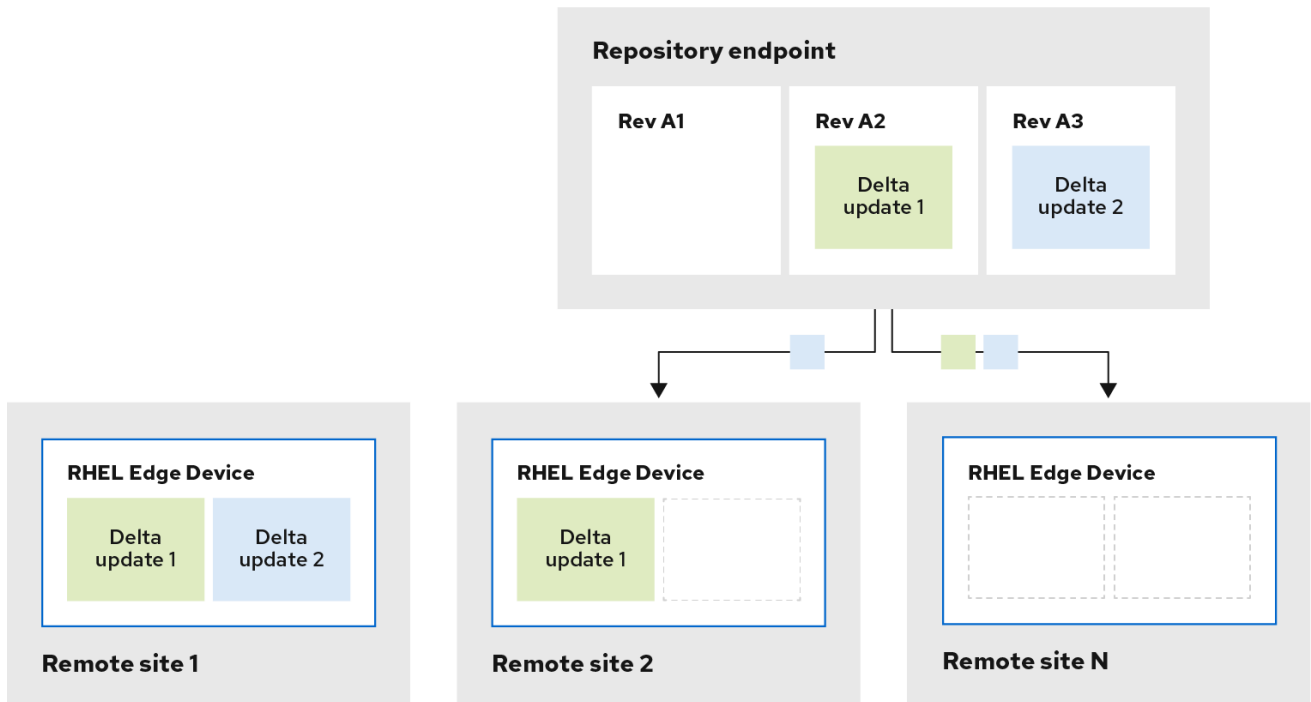 Repository endpoint
Rev A1
Rev A2
Rev A3
Delta
update 1
Delta
update 2
RHEL Edge Device
Delta
update 1
Delta
update 2
Remote site 1
RHEL Edge Device
Delta
update 1
Remote site 2
RHEL Edge Device
Remote site N